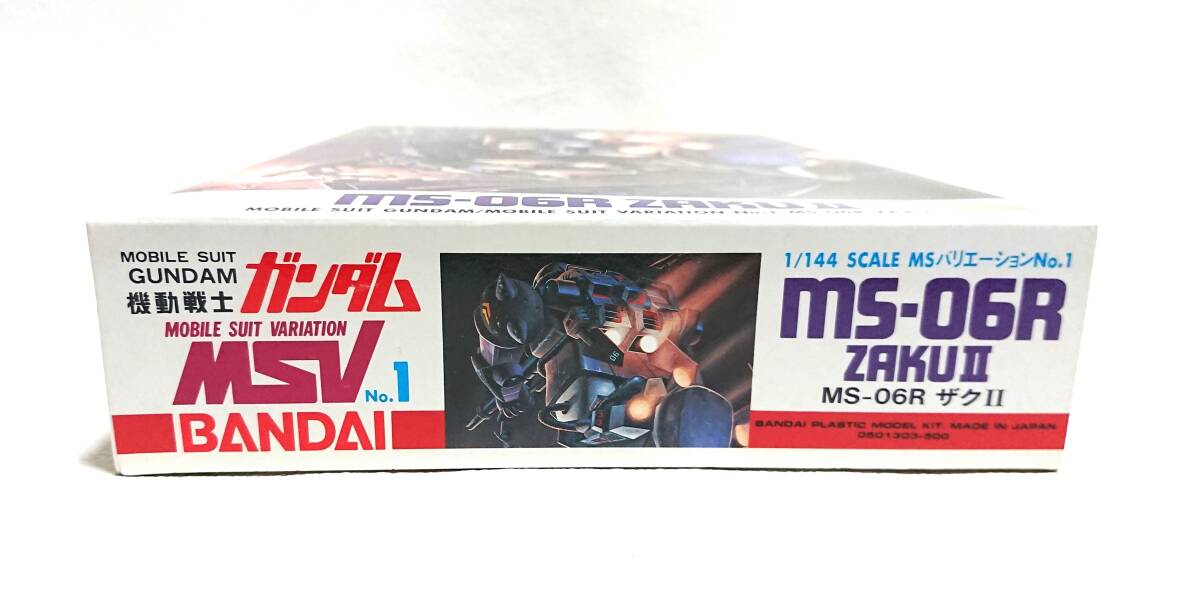 MS-06R ZAKU II
MOBILE SUIT GUNDAM/MOBILE SUIT VARIATION No.1 MS-06R
MOBILE SUIT
GUNDAM
機動戦士
ガンダム
MOBILE SUIT VARIATION
MSV No.1
BANDAI
06
1/144 SCALE MSバリエーションNo.1
MS-06R
ZAKU II
MS-06R ザクII
BANDAI PLASTIC MODEL KIT. MADE IN JAPAN.
0501303-500